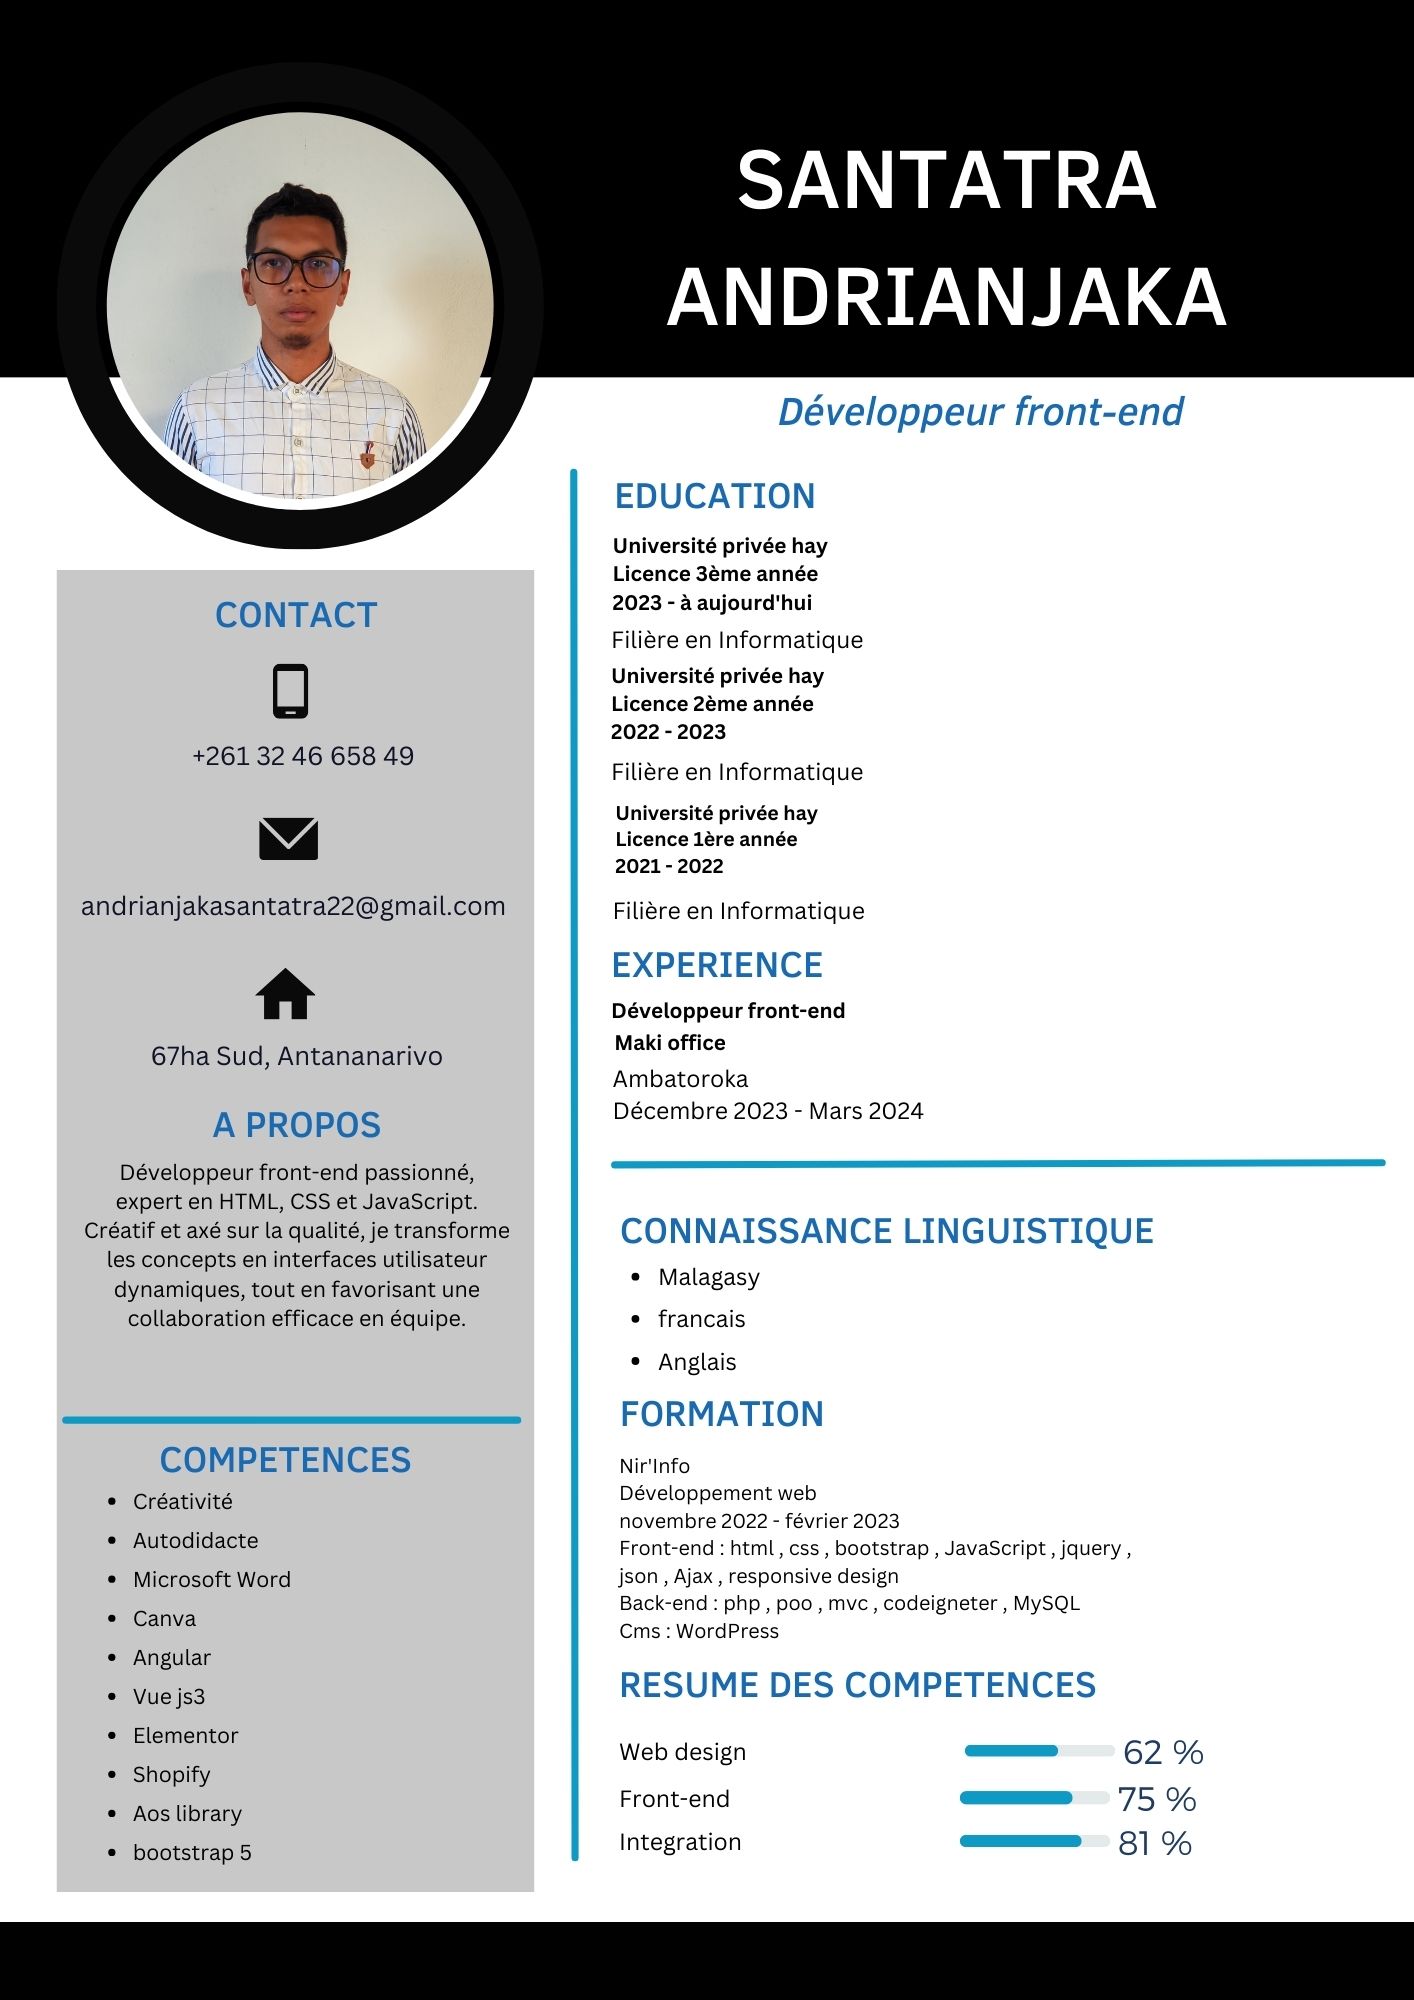 SANTATRA
ANDRIANJAKA
Développeur front-end
CONTACT
+261 32 46 658 49
andrianjakasantatra22@gmail.com
67ha Sud, Antananarivo
A PROPOS
Développeur front-end passionné,
expert en HTML, CSS et JavaScript.
Créatif et axé sur la qualité, je transforme
les concepts en interfaces utilisateur
dynamiques, tout en favorisant une
collaboration efficace en équipe.
COMPETENCES
• Créativité
• Autodidacte
• Microsoft Word
• Canva
• Angular
• Vue js3
• Elementor
• Shopify
• Aos library
• bootstrap 5
EDUCATION
Université privée hay
Licence 3ème année
2023 - à aujourd'hui
Filière en Informatique
Université privée hay
Licence 2ème année
2022 - 2023
Filière en Informatique
Université privée hay
Licence 1ère année
2021 - 2022
Filière en Informatique
EXPERIENCE
Développeur front-end
Maki office
Ambatoroka
Décembre 2023 - Mars 2024
CONNAISSANCE LINGUISTIQUE
• Malagasy
• francais
• Anglais
FORMATION
Nir'Info
Développement web
novembre 2022 - février 2023
Front-end : html , css , bootstrap , JavaScript , jquery ,
json , Ajax , responsive design
Back-end : php , poo , mvc , codeigneter , MySQL
Cms : WordPress
RESUME DES COMPETENCES
Web design 62 %
Front-end 75 %
Integration 81 %